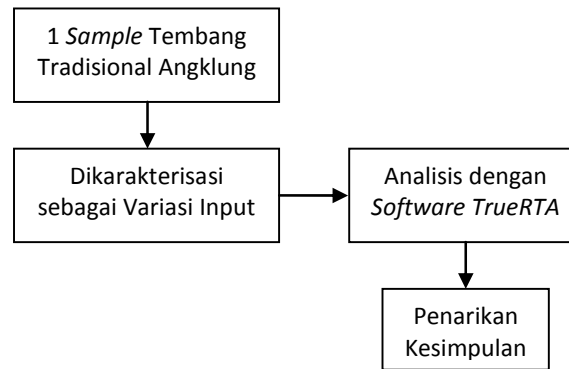 1 Sample Tembang
Tradisional Angklung
Dikarakterisasi
sebagai Variasi Input
Analisis dengan
Software TrueRTA
Penarikan
Kesimpulan